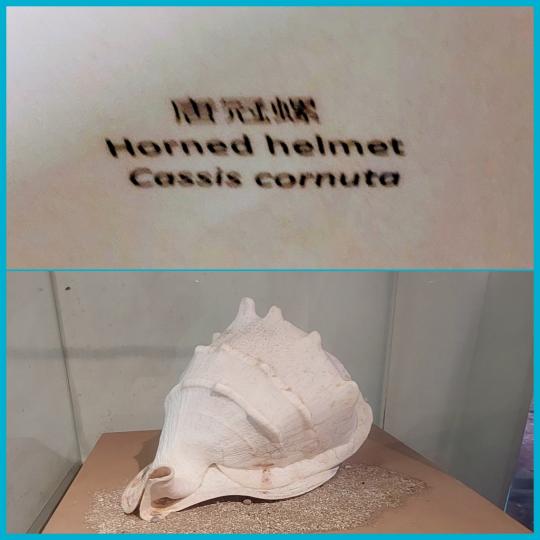 唐冠螺
Horned helmet
Cassis cornuta